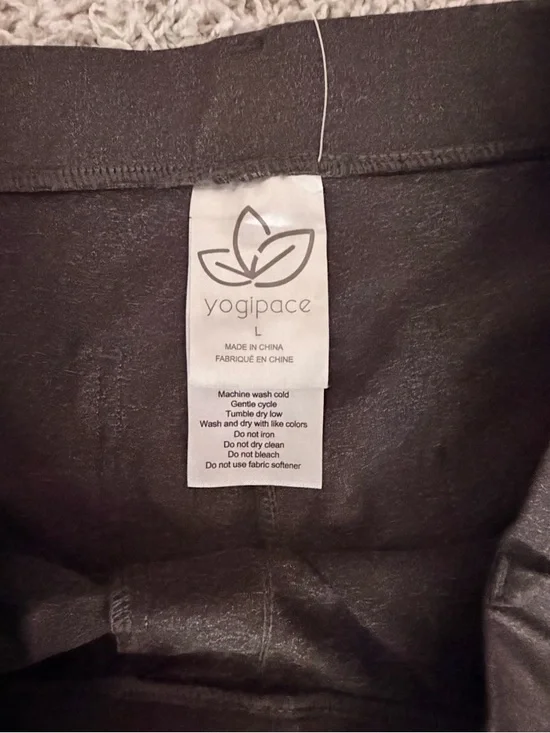 yogipace
L
MADE IN CHINA
FABRIQUÉ EN CHINE
Machine wash cold
Gentle cycle
Tumble dry low
Wash and dry with like colors
Do not iron
Do not dry clean
Do not bleach
Do not use fabric softener